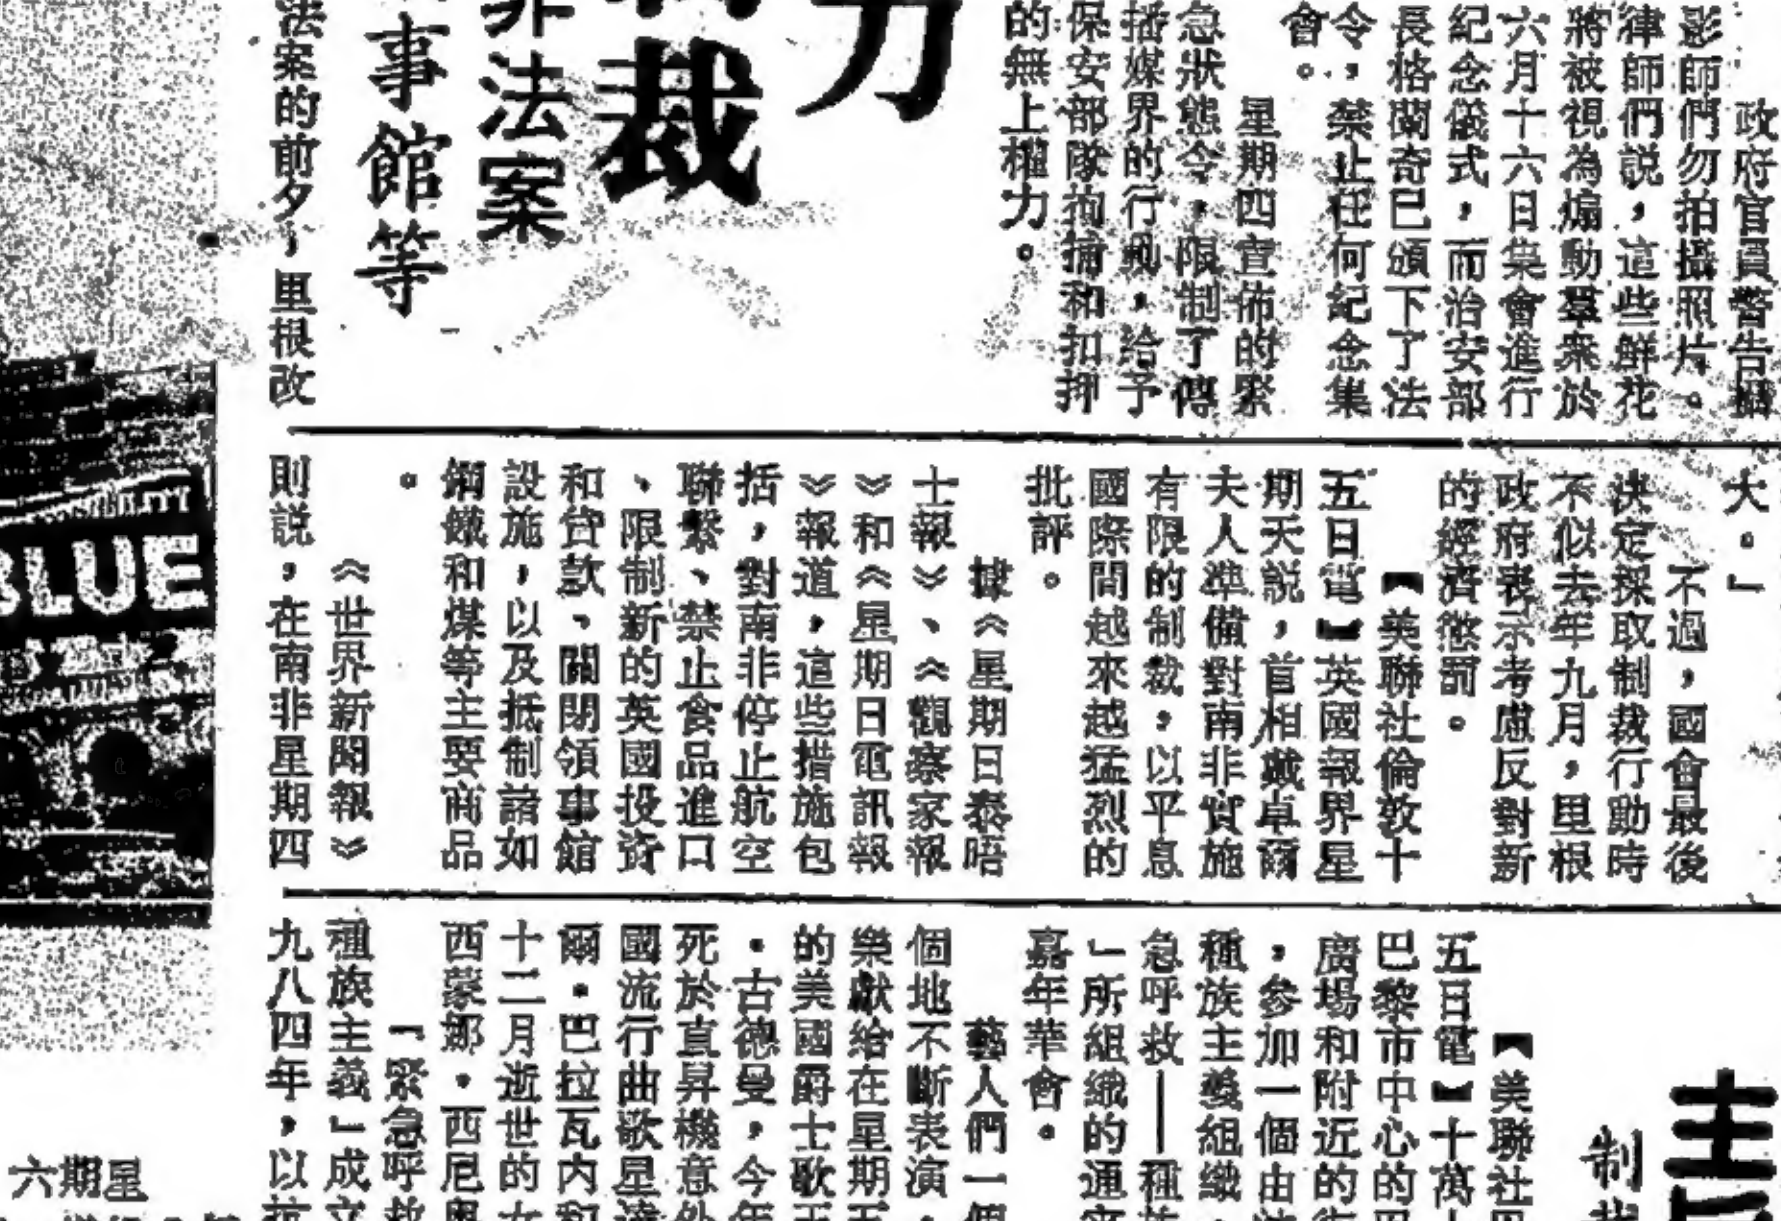 政府官員警告攝
影師們勿拍攝照片。
律師們説，這些鮮花
將被視為煽動羣衆於
六月十六日集會進行
紀念儀式，而治安部
長格蘭奇已頒下了法
令，禁止任何紀念集
會。
星期四宣佈的緊
急狀態令，限制了傳
播媒界的行動，給予
保安部隊拘捕和扣押
的無上權力。
力
裁
非法案
事館等
法案的前夕，里根改
大。」
不過，國會最後
決定採取制裁行動時
不似去年九月，里根
政府表示考慮反對新
的經濟懲罰。
【美聯社倫敦十
五日電】英國報界星
期天説，首相戴卓爾
夫人準備對南非實施
有限的制裁，以平息
國際間越來越猛烈的
批評。
據《星期日泰晤
士報》、《觀察家報
》和《星期日電訊報
》報道，這些措施包
括，對南非停止航空
聯繫、禁止食品進口
、限制新的英國投資
和貸款、關閉領事館
設施，以及抵制諸如
鋼鐵和煤等主要商品
。
《世界新聞報》
則説，在南非星期四
主
制
【美聯社巴
五日電】十萬
巴黎市中心的
廣場和附近的
，參加一個由
種族主義組織
急呼救——種
」所組織的通
嘉年華會。
藝人們一個
個地不斷表演
樂獻給在星期
的美國爵士歌
·古德曼，今年
死於直昇機意外
國流行曲歌星
爾·巴拉瓦内和
十二月逝世的女
西蒙娜·西尼
「緊急呼救
種族主義」成立
九八四年，以
BLUE
六期星